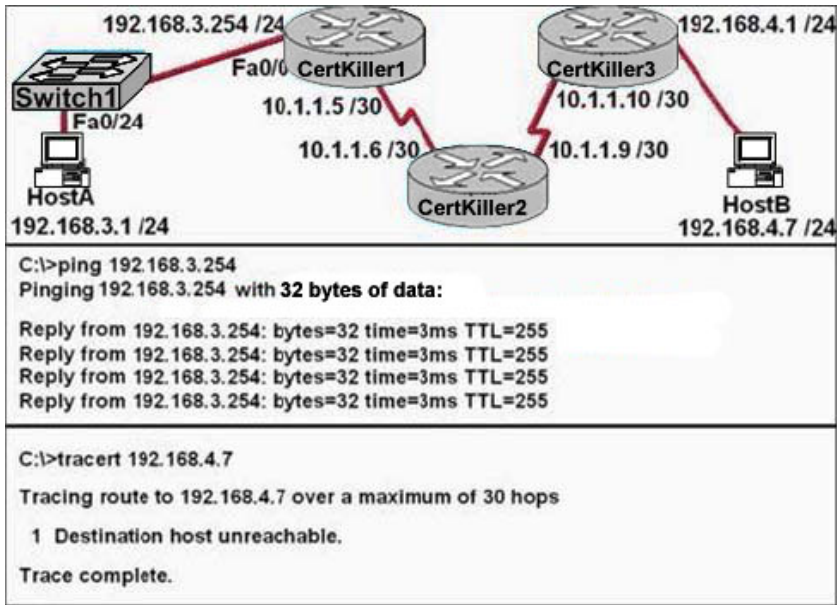 192.168.3.254 /24
192.168.4.1 /24
Fa0/0
CertKiller1
CertKiller3
Switch1
Fa0/24
10.1.1.5 /30
10.1.1.10 /30
10.1.1.6 /30
10.1.1.9 /30
HostA
CertKiller2
HostB
192.168.3.1 /24
192.168.4.7 /24
C:\>ping 192.168.3.254
Pinging 192.168.3.254 with 32 bytes of data:
Reply from 192.168.3.254: bytes=32 time=3ms TTL=255
Reply from 192.168.3.254: bytes=32 time=3ms TTL=255
Reply from 192.168.3.254: bytes=32 time=3ms TTL=255
Reply from 192.168.3.254: bytes=32 time=3ms TTL=255
C:\>tracert 192.168.4.7
Tracing route to 192.168.4.7 over a maximum of 30 hops
1 Destination host unreachable.
Trace complete.